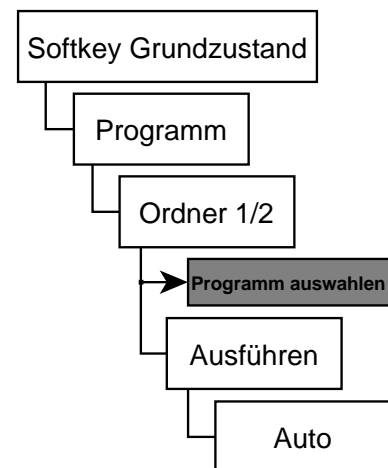 Softkey Grundzustand
Programm
Ordner 1/2
Programm auswahlen
Ausführen
Auto